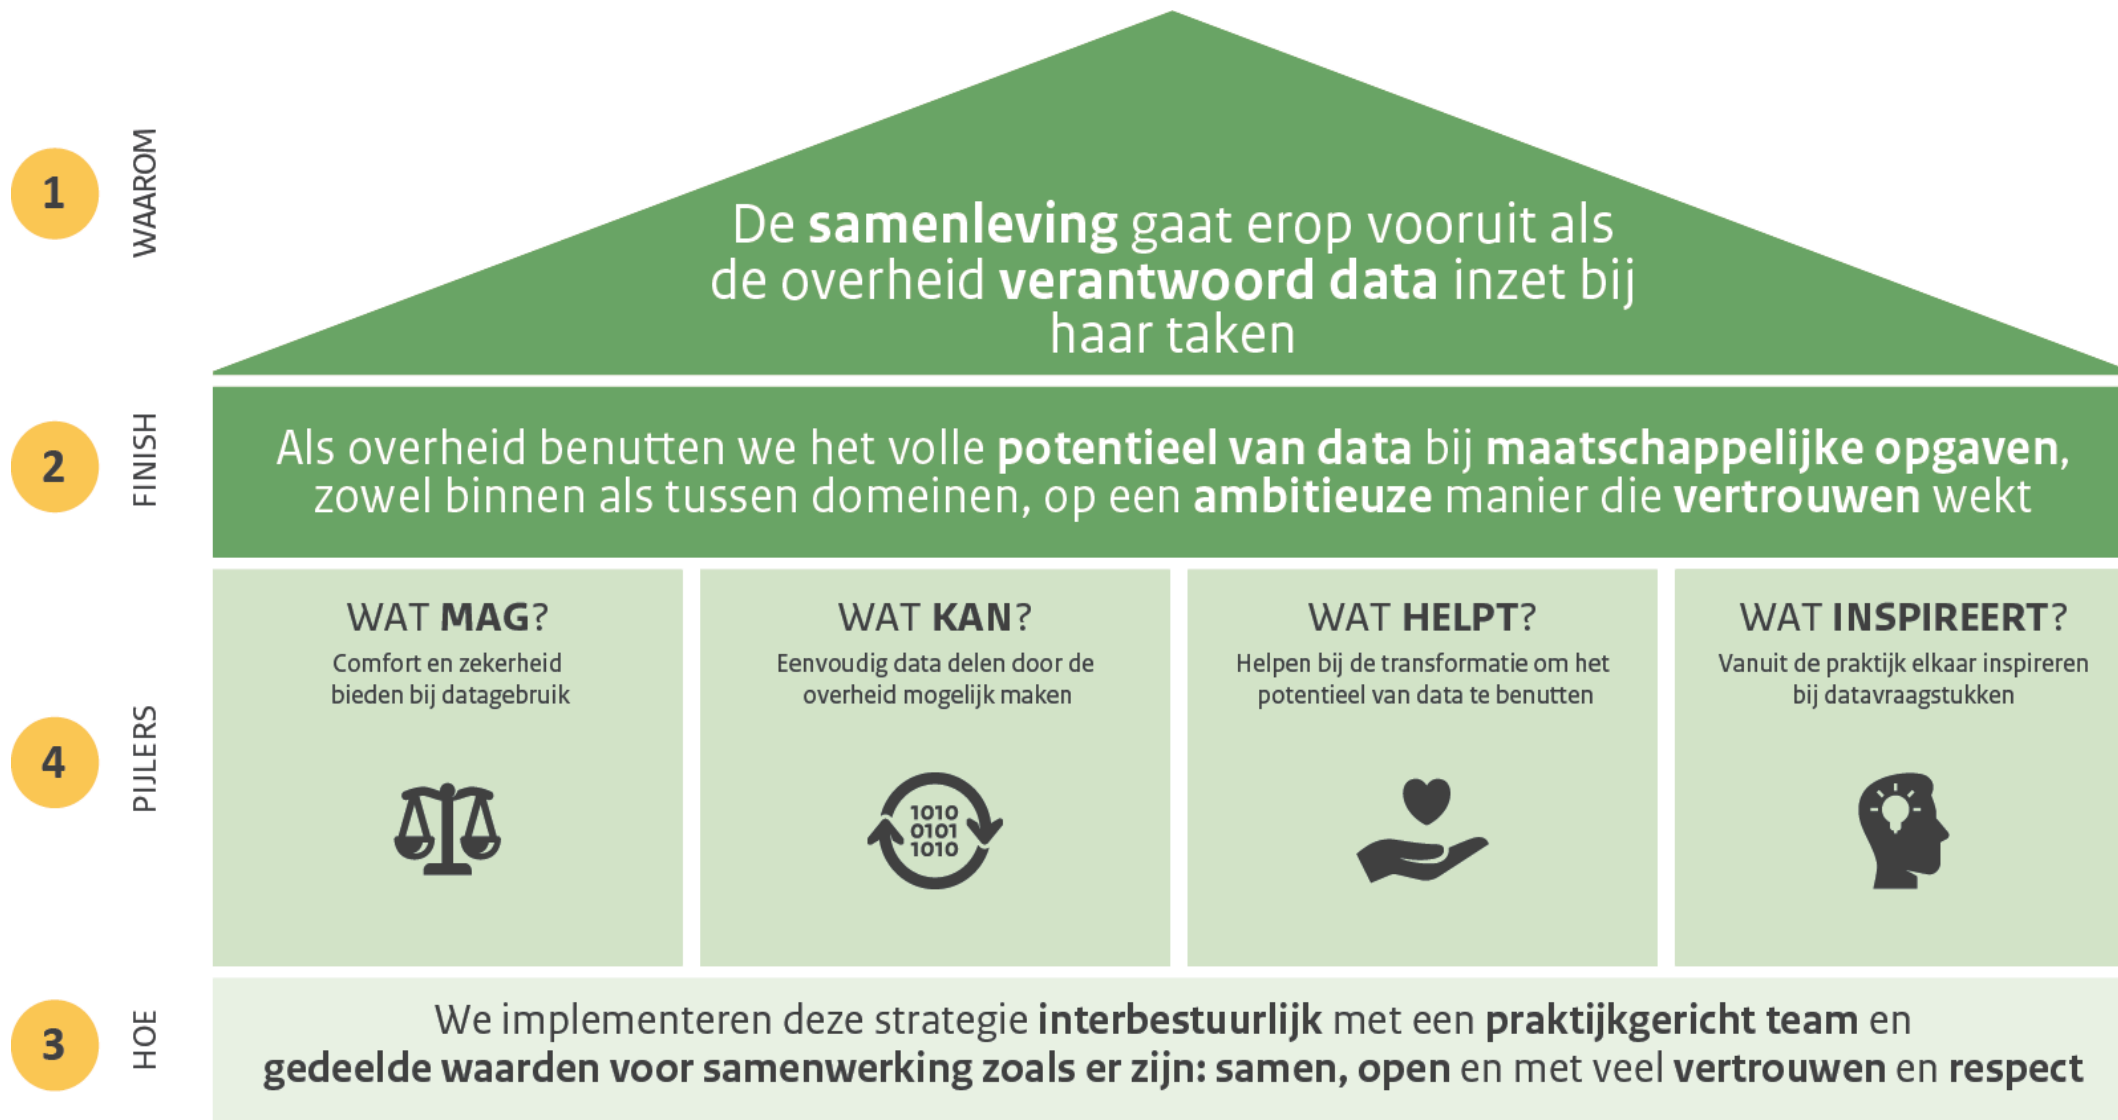 1
WAAROM
De samenleving gaat erop vooruit als
de overheid verantwoord data inzet bij
haar taken
2
FINISH
Als overheid benutten we het volle potentieel van data bij maatschappelijke opgaven,
zowel binnen als tussen domeinen, op een ambitieuze manier die vertrouwen wekt
4
PIJLERS
WAT MAG?
Comfort en zekerheid
bieden bij datagebruik
WAT KAN?
Eenvoudig data delen door de
overheid mogelijk maken
1010
0101
1010
WAT HELPT?
Helpen bij de transformatie om het
potentieel van data te benutten
WAT INSPIREERT?
Vanuit de praktijk elkaar inspireren
bij datavraagstukken
3
HOE
We implementeren deze strategie interbestuurlijk met een praktijkgericht team en
gedeelde waarden voor samenwerking zoals er zijn: samen, open en met veel vertrouwen en respect